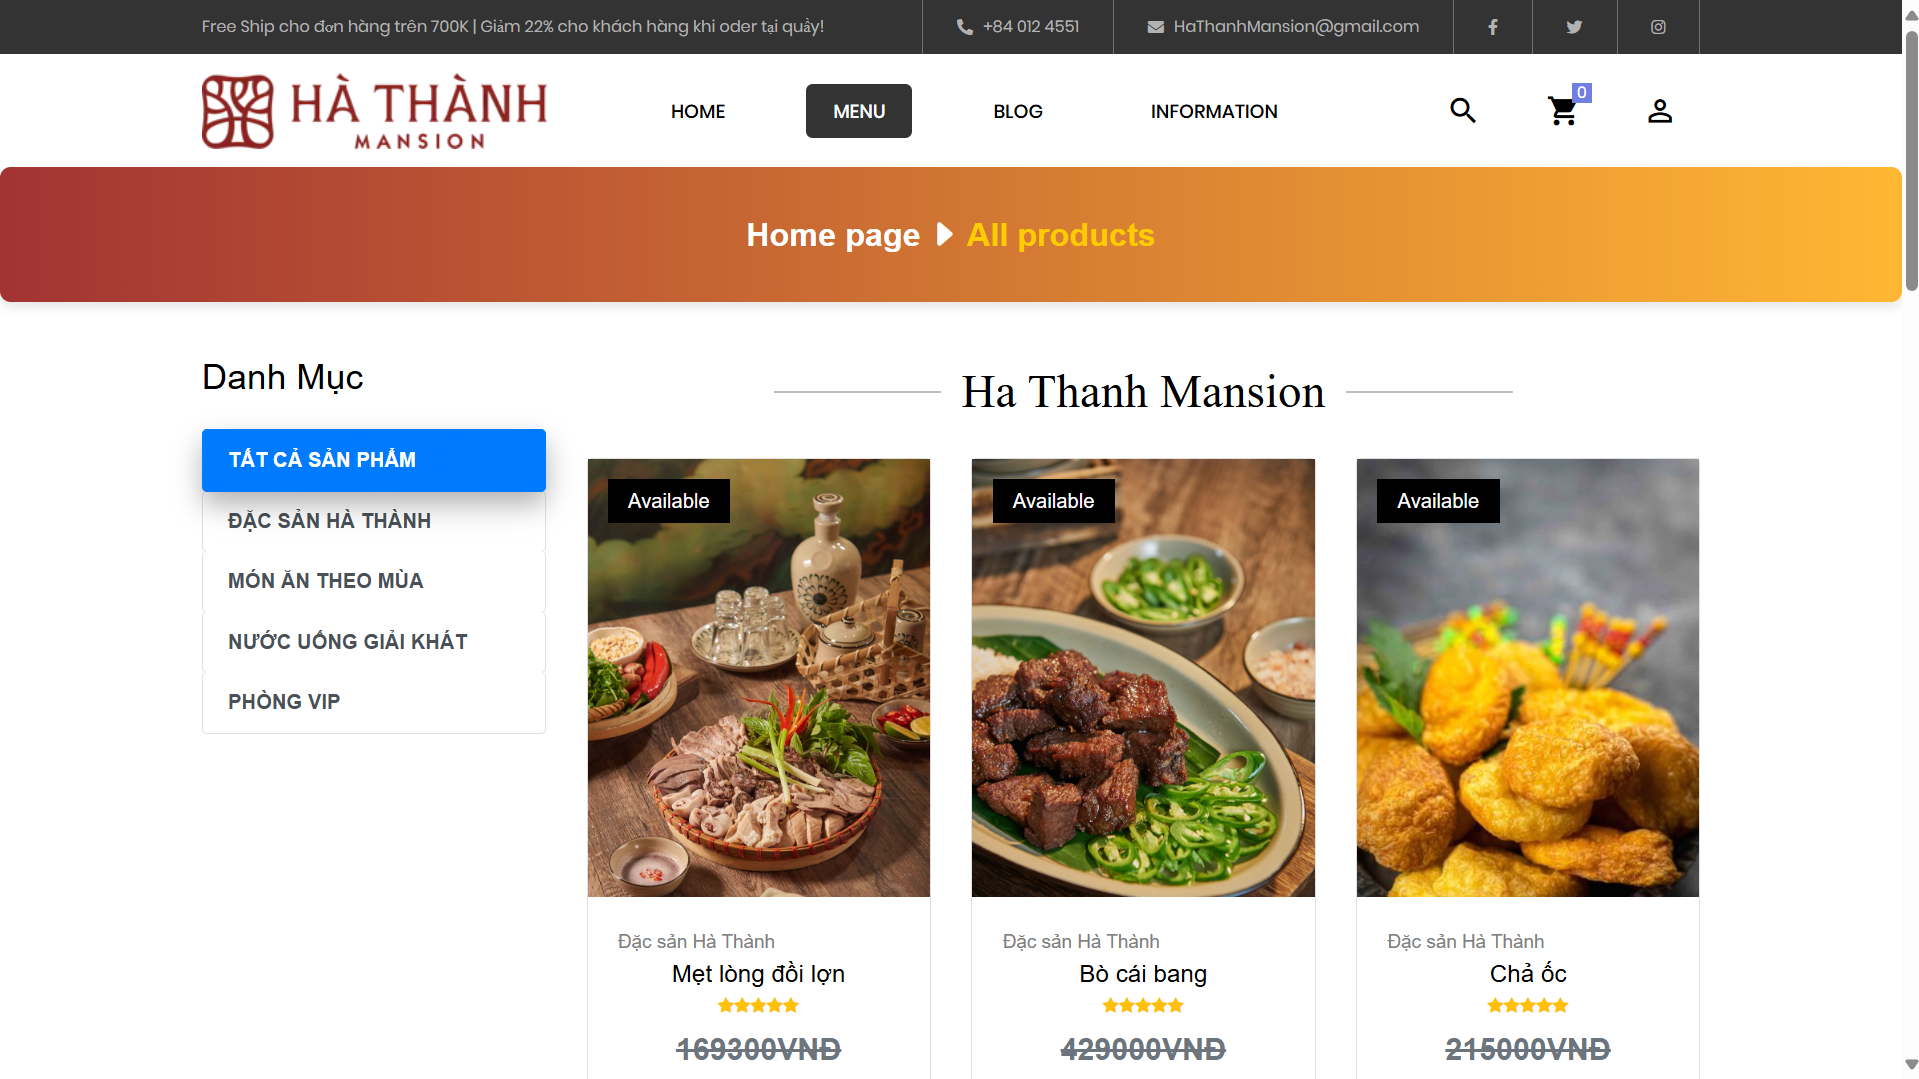 Free Ship cho đơn hàng trên 700K | Giảm 22% cho khách hàng khi oder tại quầy!
+84 012 4551
HaThanhMansion@gmail.com
HÀ THÀNH
MANSION
HOME
MENU
BLOG
INFORMATION
0
Home page
All products
Danh Mục
TẤT CẢ SẢN PHẨM
ĐẶC SẢN HÀ THÀNH
MÓN ĂN THEO MÙA
NƯỚC UỐNG GIẢI KHÁT
PHÒNG VIP
Ha Thanh Mansion
Available
Đặc sản Hà Thành
Mẹt lòng đồi lợn
169300VNĐ
Available
Đặc sản Hà Thành
Bò cái bang
429000VNĐ
Available
Đặc sản Hà Thành
Chả ốc
215000VNĐ